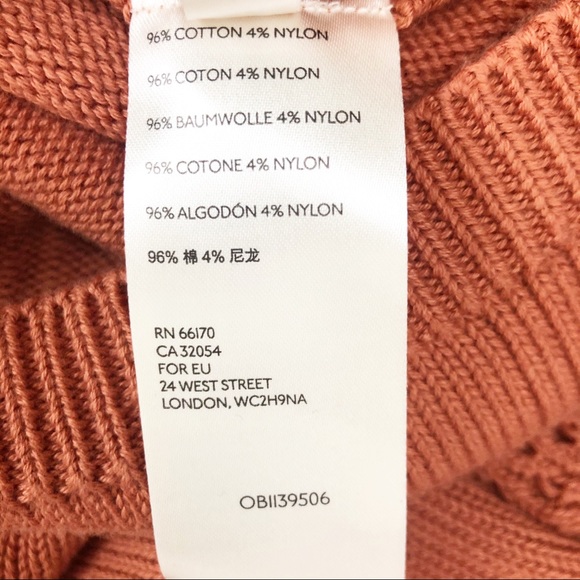 96% COTTON 4% NYLON
96% COTON 4% NYLON
96% BAUMWOLLE 4% NYLON
96% COTONE 4% NYLON
96% ALGODÓN 4% NYLON
96% 棉 4% 尼龙
RN 66170
CA 32054
FOR EU
24 WEST STREET
LONDON, WC2H9NA
OB1139506